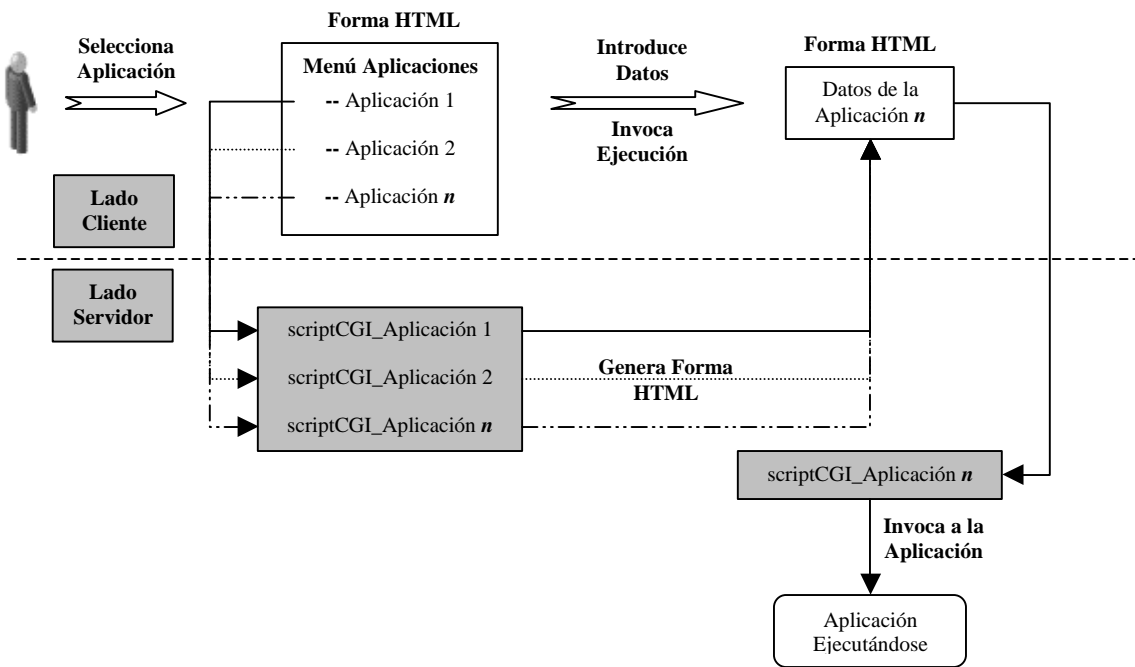 Forma HTML
Selecciona
Aplicación
Menú Aplicaciones
-- Aplicación 1
-- Aplicación 2
-- Aplicación n
Introduce
Datos
Invoca
Ejecución
Forma HTML
Datos de la
Aplicación n
Lado
Cliente
Lado
Servidor
scriptCGI_Aplicación 1
scriptCGI_Aplicación 2
scriptCGI_Aplicación n
Genera Forma
HTML
scriptCGI_Aplicación n
Invoca a la
Aplicación
Aplicación
Ejecutándose